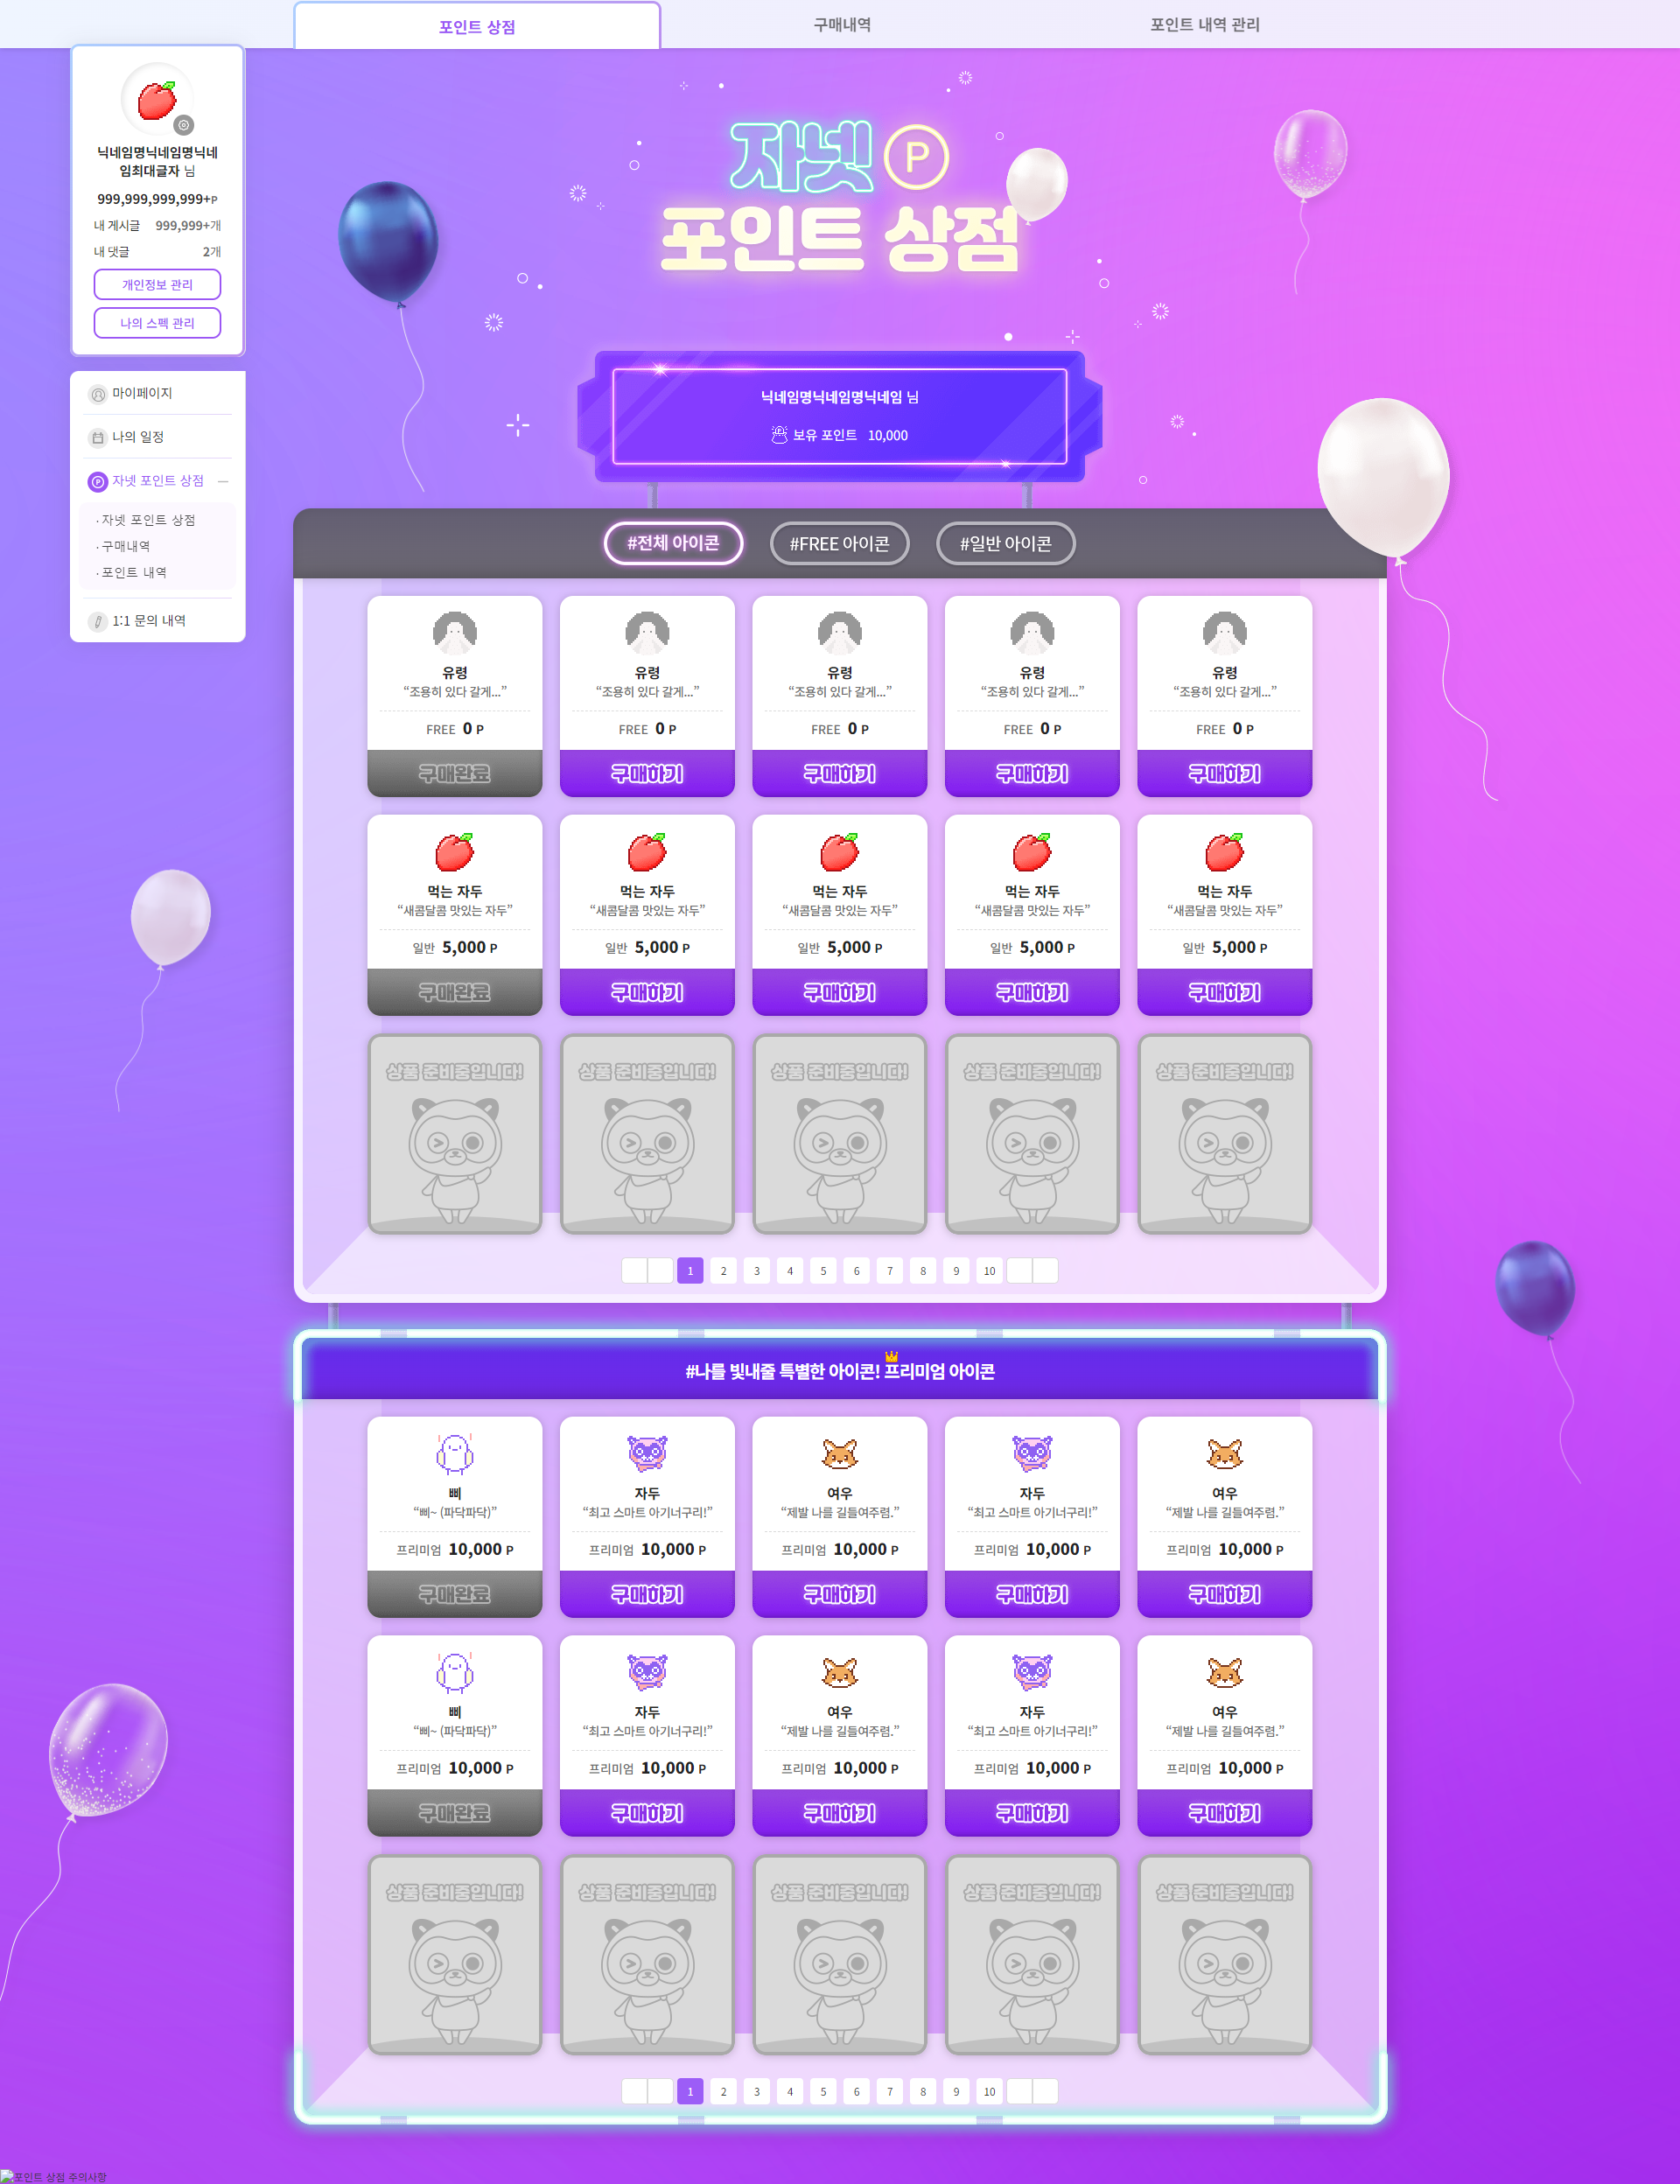 포인트 상점
구매내역
포인트 내역 관리
닉네임명닉네임명닉네
임최대글자 님
999,999,999,999+P
내 게시글 999,999+개
내 댓글 2개
개인정보 관리
나의 스펙 관리
마이페이지
나의 일정
자넷 포인트 상점
· 자넷 포인트 상점
· 구매내역
· 포인트 내역
1:1 문의 내역
자넷 P
포인트 상점
닉네임명닉네임명닉네임 님
보유 포인트 10,000
#전체 아이콘 #FREE 아이콘 #일반 아이콘
유령 유령 유령 유령 유령
“조용히 있다 갈게...” “조용히 있다 갈게...” “조용히 있다 갈게...” “조용히 있다 갈게...” “조용히 있다 갈게...”
FREE 0 P FREE 0 P FREE 0 P FREE 0 P FREE 0 P
구매완료 구매하기 구매하기 구매하기 구매하기
먹는 자두 먹는 자두 먹는 자두 먹는 자두 먹는 자두
“새콤달콤 맛있는 자두” “새콤달콤 맛있는 자두” “새콤달콤 맛있는 자두” “새콤달콤 맛있는 자두” “새콤달콤 맛있는 자두”
일반 5,000 P 일반 5,000 P 일반 5,000 P 일반 5,000 P 일반 5,000 P
구매완료 구매하기 구매하기 구매하기 구매하기
상품 준비중입니다! 상품 준비중입니다! 상품 준비중입니다! 상품 준비중입니다! 상품 준비중입니다!
1 2 3 4 5 6 7 8 9 10
#나를 빛내줄 특별한 아이콘! 프리미엄 아이콘
삐 자두 여우 자두 여우
“삐~ (파닥파닥)” “최고 스마트 아기너구리!” “제발 나를 길들여주렴.” “최고 스마트 아기너구리!” “제발 나를 길들여주렴.”
프리미엄 10,000 P 프리미엄 10,000 P 프리미엄 10,000 P 프리미엄 10,000 P 프리미엄 10,000 P
구매완료 구매하기 구매하기 구매하기 구매하기
삐 자두 여우 자두 여우
“삐~ (파닥파닥)” “최고 스마트 아기너구리!” “제발 나를 길들여주렴.” “최고 스마트 아기너구리!” “제발 나를 길들여주렴.”
프리미엄 10,000 P 프리미엄 10,000 P 프리미엄 10,000 P 프리미엄 10,000 P 프리미엄 10,000 P
구매완료 구매하기 구매하기 구매하기 구매하기
상품 준비중입니다! 상품 준비중입니다! 상품 준비중입니다! 상품 준비중입니다! 상품 준비중입니다!
1 2 3 4 5 6 7 8 9 10
포인트 상점 주의사항